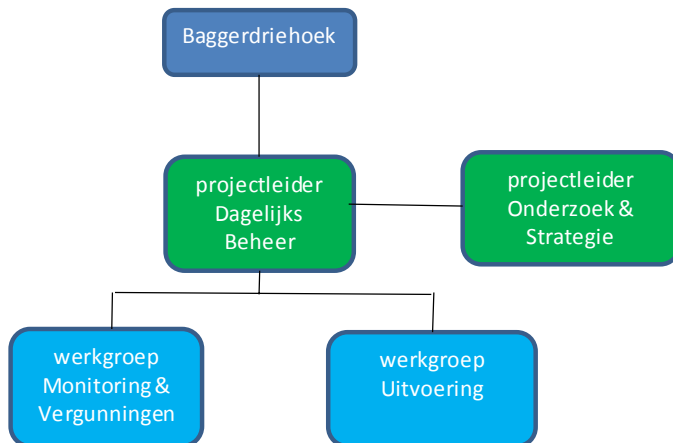 Baggerdriehoek
projectleider
Dagelijks
Beheer
projectleider
Onderzoek &
Strategie
werkgroep
Monitoring &
Vergunningen
werkgroep
Uitvoering